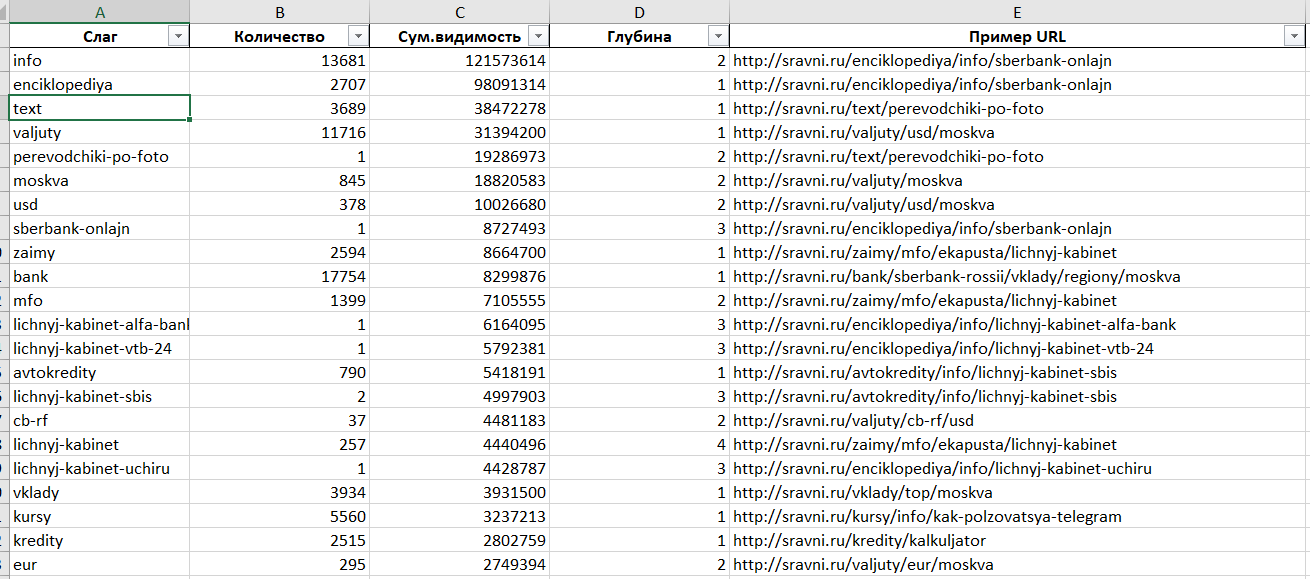 A B C D E
Слаг Количество Сум.видимость Глубина Пример URL
info 13681 121573614 2 http://sravni.ru/enciklopediya/info/sberbank-onlajn
enciklopediya 2707 98091314 1 http://sravni.ru/enciklopediya/info/sberbank-onlajn
text 3689 38472278 1 http://sravni.ru/text/perevodchiki-po-foto
valjuty 11716 31394200 1 http://sravni.ru/valjuty/usd/moskva
perevodchiki-po-foto 1 19286973 2 http://sravni.ru/text/perevodchiki-po-foto
moskva 845 18820583 2 http://sravni.ru/valjuty/moskva
usd 378 10026680 2 http://sravni.ru/valjuty/usd/moskva
sberbank-onlajn 1 8727493 3 http://sravni.ru/enciklopediya/info/sberbank-onlajn
zaimy 2594 8664700 1 http://sravni.ru/zaimy/mfo/ekapusta/lichnyj-kabinet
bank 17754 8299876 1 http://sravni.ru/bank/sberbank-rossii/vklady/regiony/moskva
mfo 1399 7105555 2 http://sravni.ru/zaimy/mfo/ekapusta/lichnyj-kabinet
lichnyj-kabinet-alfa-banl 1 6164095 3 http://sravni.ru/enciklopediya/info/lichnyj-kabinet-alfa-bank
lichnyj-kabinet-vtb-24 1 5792381 3 http://sravni.ru/enciklopediya/info/lichnyj-kabinet-vtb-24
avtokredity 790 5418191 1 http://sravni.ru/avtokredity/info/lichnyj-kabinet-sbis
lichnyj-kabinet-sbis 2 4997903 3 http://sravni.ru/avtokredity/info/lichnyj-kabinet-sbis
cb-rf 37 4481183 2 http://sravni.ru/valjuty/cb-rf/usd
lichnyj-kabinet 257 4440496 4 http://sravni.ru/zaimy/mfo/ekapusta/lichnyj-kabinet
lichnyj-kabinet-uchiru 1 4428787 3 http://sravni.ru/enciklopediya/info/lichnyj-kabinet-uchiru
vklady 3934 3931500 1 http://sravni.ru/vklady/top/moskva
kursy 5560 3237213 1 http://sravni.ru/kursy/info/kak-polzovatsya-telegram
kredity 2515 2802759 1 http://sravni.ru/kredity/kalkuljator
eur 295 2749394 2 http://sravni.ru/valjuty/eur/moskva